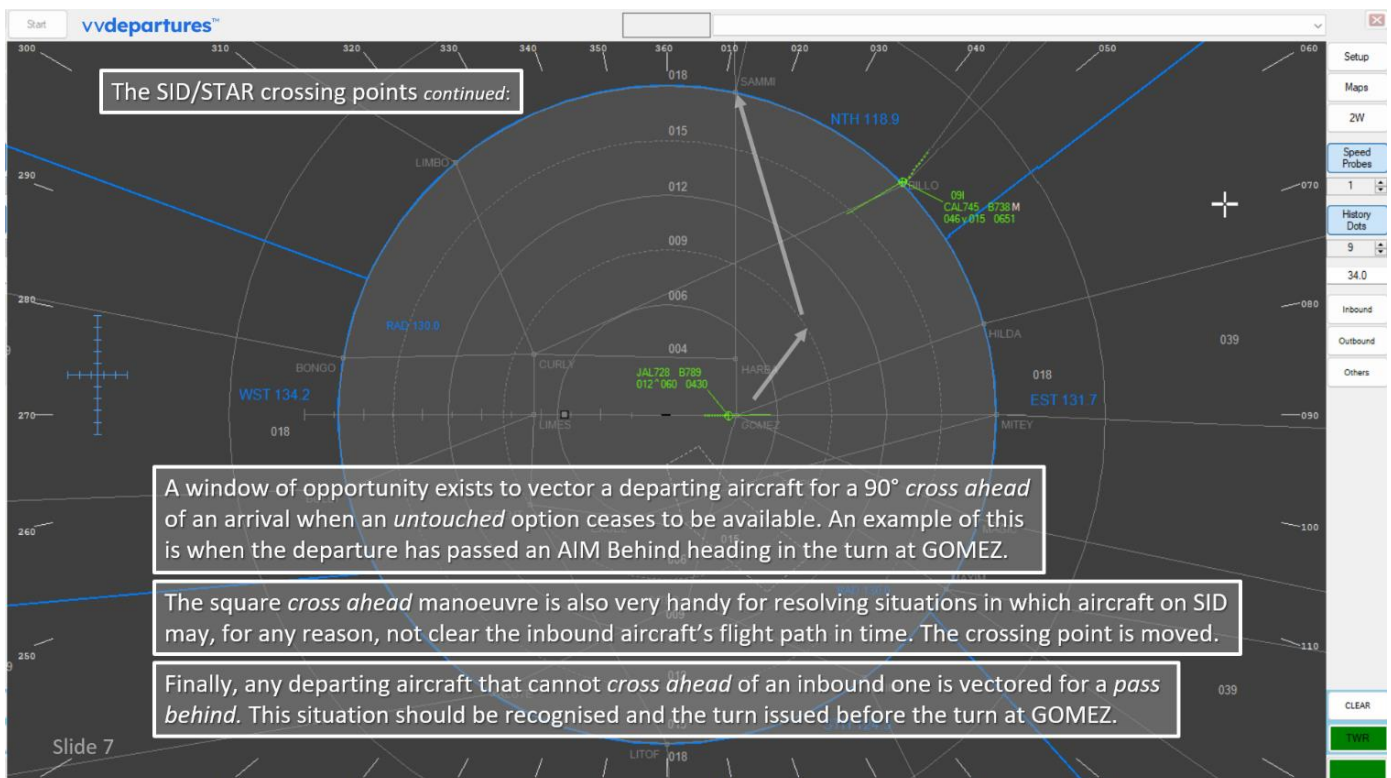 Start
vvdepartures™
300
310
320
330
340
350
360
010
020
030
040
050
060
Setup
Maps
2W
Speed
Probes
1
History
Dots
9
34.0
Inbound
Outbound
Others
The SID/STAR crossing points continued:
018
SAMMI
NTH 118.9
015
LIMBO
290
012
BILLO
070
09I
CAL745 B738 M
046v015 0651
009
280
006
080
RAD 130.0
HILDA
039
004
BONGO
CURLY
HARBA
JAL728 B789
012^060 0430
018
WST 134.2
EST 131.7
270
090
018
LIMES
GOMEZ
MITEY
A window of opportunity exists to vector a departing aircraft for a 90° cross ahead
of an arrival when an untouched option ceases to be available. An example of this
is when the departure has passed an AIM Behind heading in the turn at GOMEZ.
260
100
The square cross ahead manoeuvre is also very handy for resolving situations in which aircraft on SID
may, for any reason, not clear the inbound aircraft's flight path in time. The crossing point is moved.
250
110
Finally, any departing aircraft that cannot cross ahead of an inbound one is vectored for a pass
behind. This situation should be recognised and the turn issued before the turn at GOMEZ.
039
CLEAR
TWR
Slide 7
LITOF
018